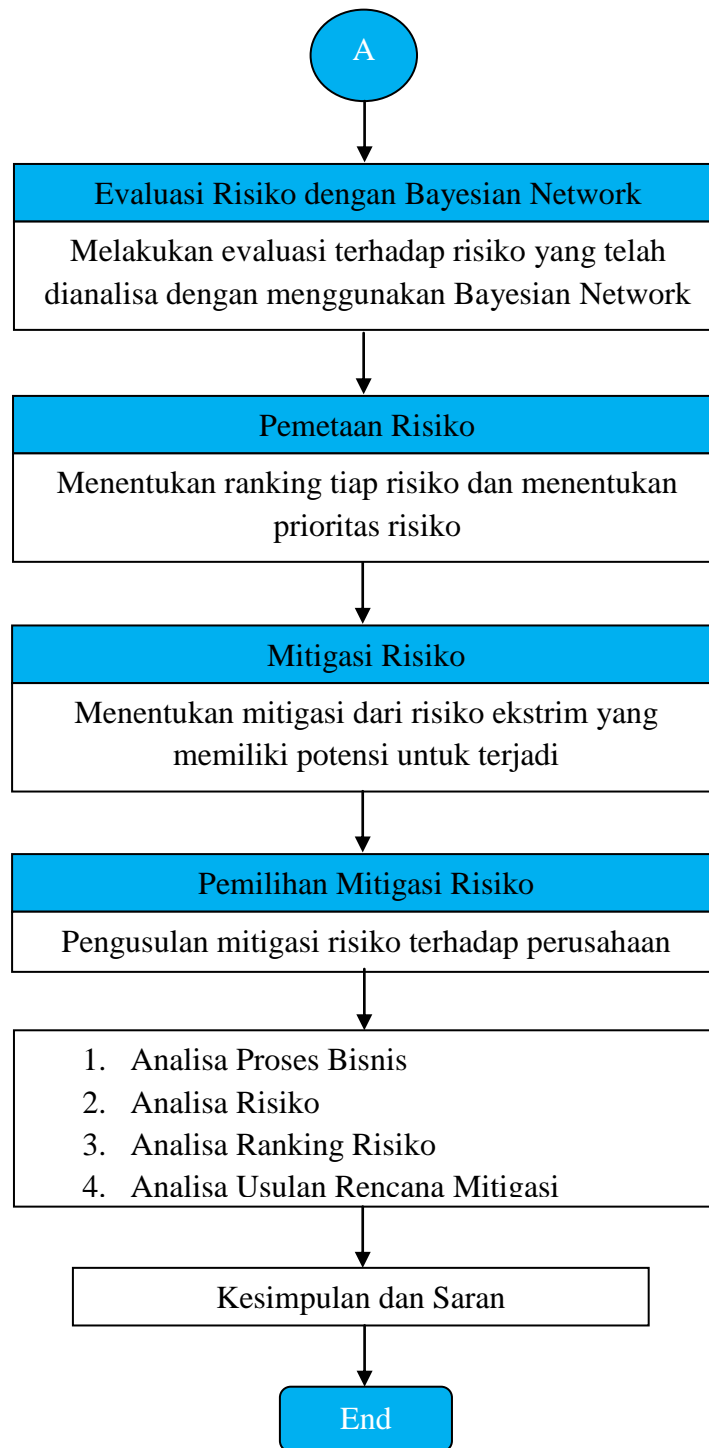 A
Evaluasi Risiko dengan Bayesian Network
Melakukan evaluasi terhadap risiko yang telah
dianalisa dengan menggunakan Bayesian Network
Pemetaan Risiko
Menentukan ranking tiap risiko dan menentukan
prioritas risiko
Mitigasi Risiko
Menentukan mitigasi dari risiko ekstrim yang
memiliki potensi untuk terjadi
Pemilihan Mitigasi Risiko
Pengusulan mitigasi risiko terhadap perusahaan
1. Analisa Proses Bisnis
2. Analisa Risiko
3. Analisa Ranking Risiko
4. Analisa Usulan Rencana Mitigasi
Kesimpulan dan Saran
End